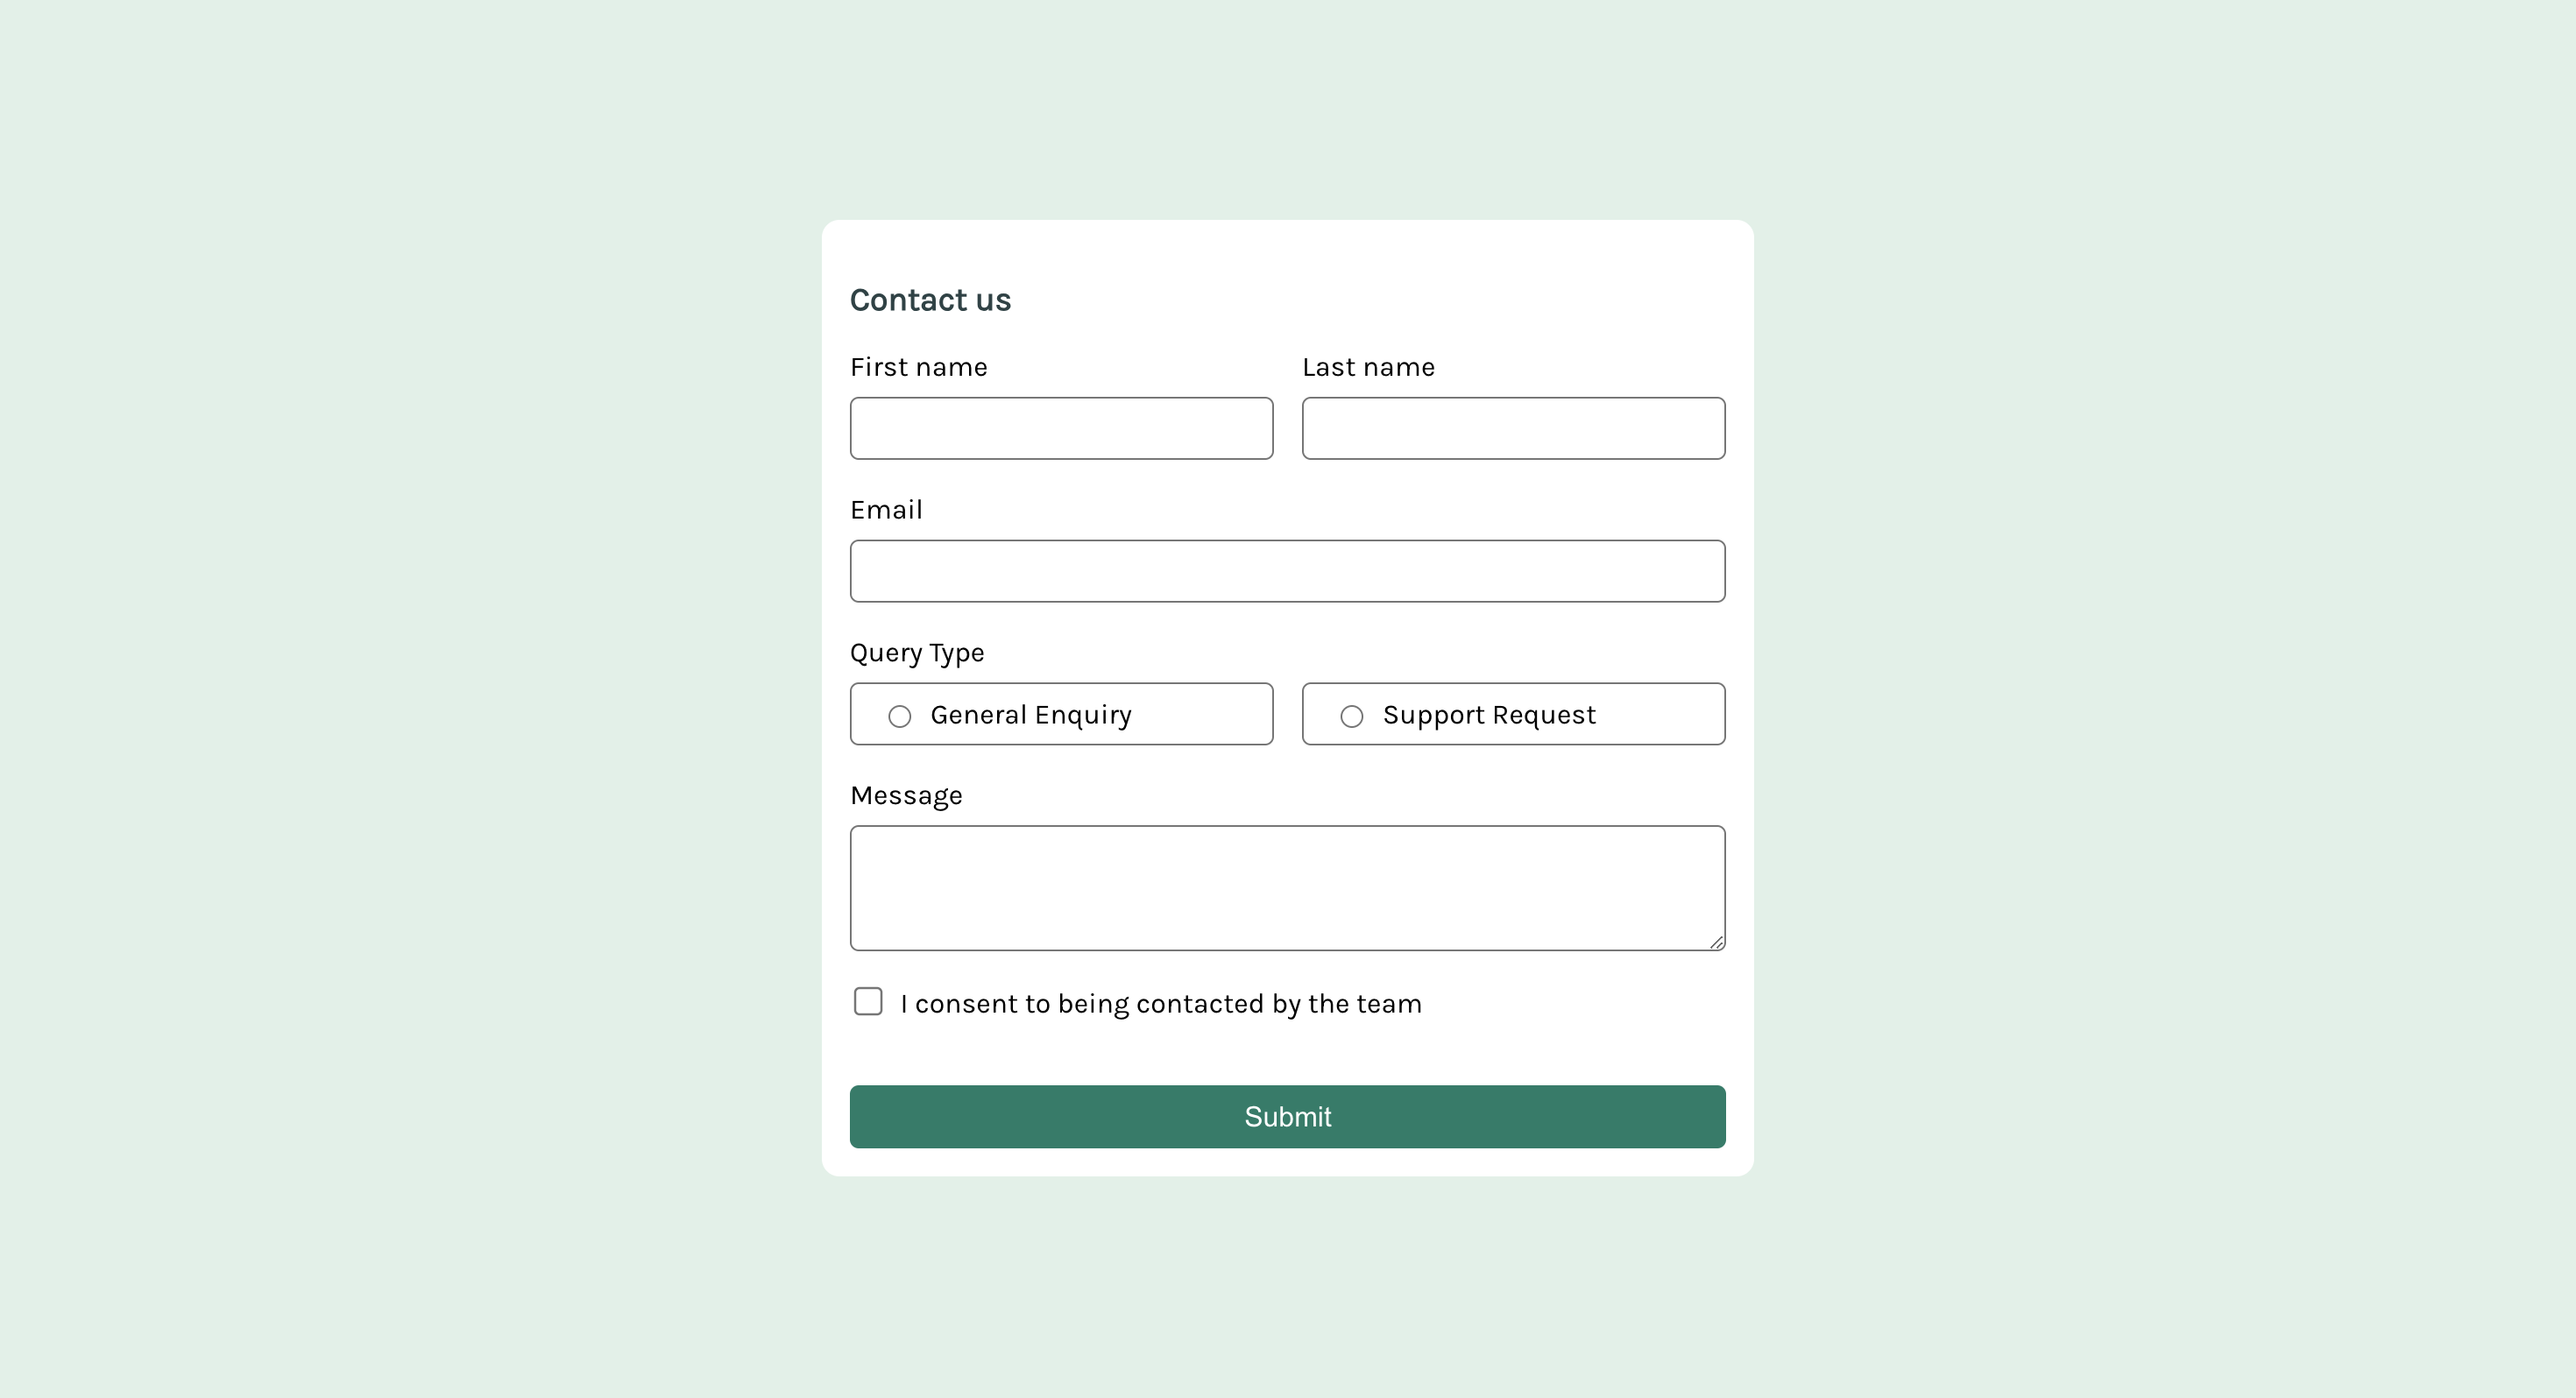 Contact us
First name
Last name
Email
Query Type
General Enquiry
Support Request
Message
I consent to being contacted by the team
Submit